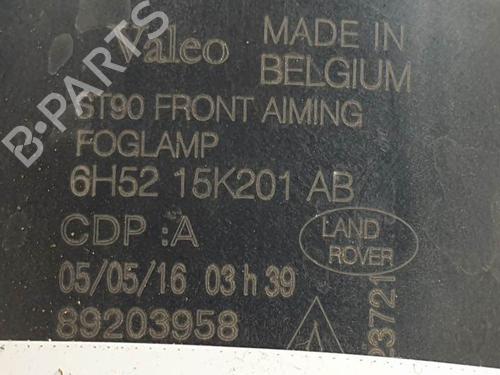 Valeo
MADE IN
BELGIUM
ST90 FRONT AIMING
FOGLAMP
6H52 15K201 AB
CDP :A
LAND
ROVER
05/05/16 03 h 39
89203958
B-PARTS